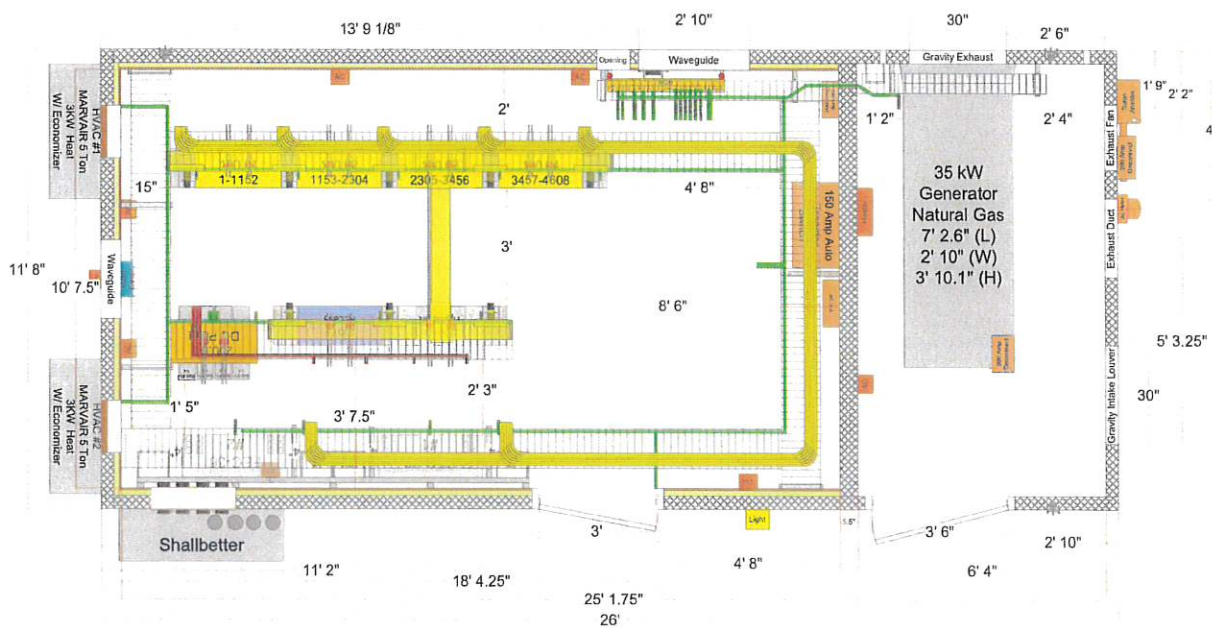 13' 9 1/8"
2' 10"
30"
2' 6"
Opening
Waveguide
Gravity Exhaust
1' 9"
2' 2"
4
HVAC #1
MARVAIR 5 Ton
3KW Heat
W/ Economizer
2'
1' 2"
2' 4"
Exhaust Fan
15"
1-1152
1153-2304
2305-3456
3457-4608
4' 8"
150 Amp Auto
35 kW
Generator
Natural Gas
7' 2.6" (L)
2' 10" (W)
3' 10.1" (H)
Exhaust Duct
11' 8"
10' 7.5"
Waveguide
3'
8' 6"
5' 3.25"
Gravity Intake Louver
30"
HVAC #2
MARVAIR 5 Ton
3KW Heat
W/ Economizer
1' 5"
3' 7.5"
2' 3"
Shallbetter
3'
Light
5.5"
3' 6"
2' 10"
11' 2"
18' 4.25"
4' 8"
6' 4"
25' 1.75"
26'